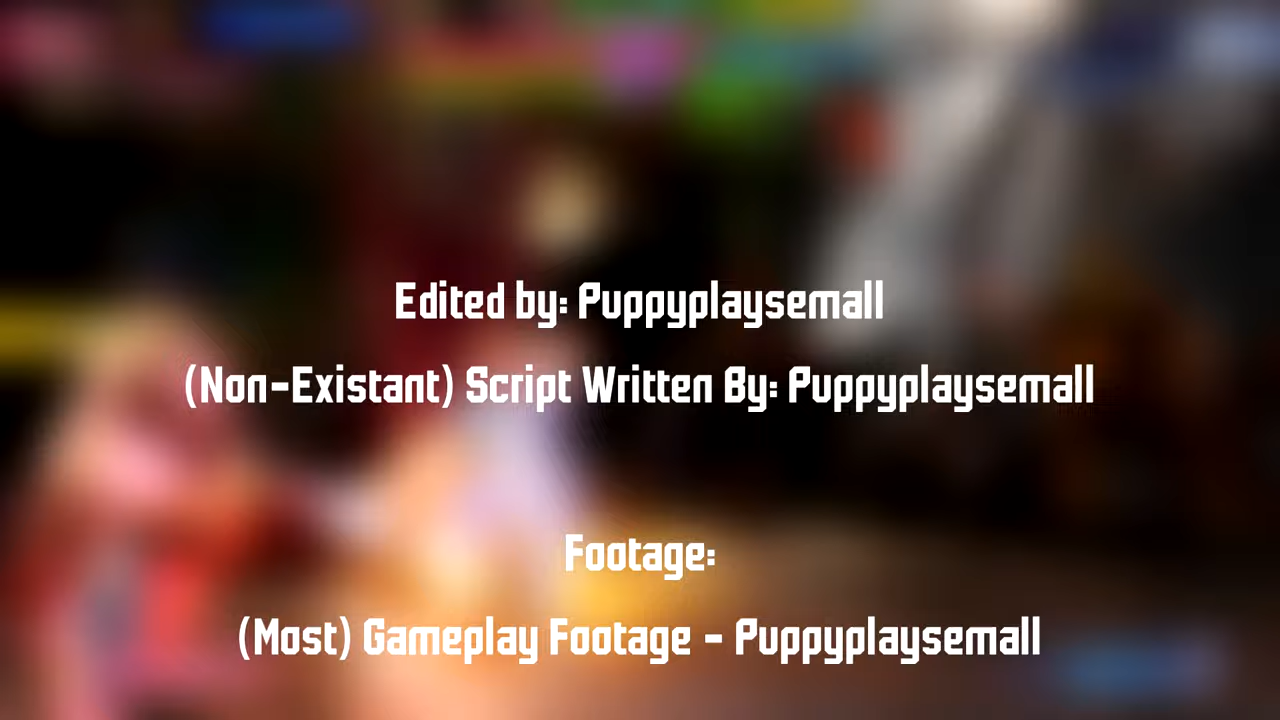 Edited by: Puppyplaysemall
(Non-Existant) Script Written By: Puppyplaysemall
Footage:
(Most) Gameplay Footage - Puppyplaysemall